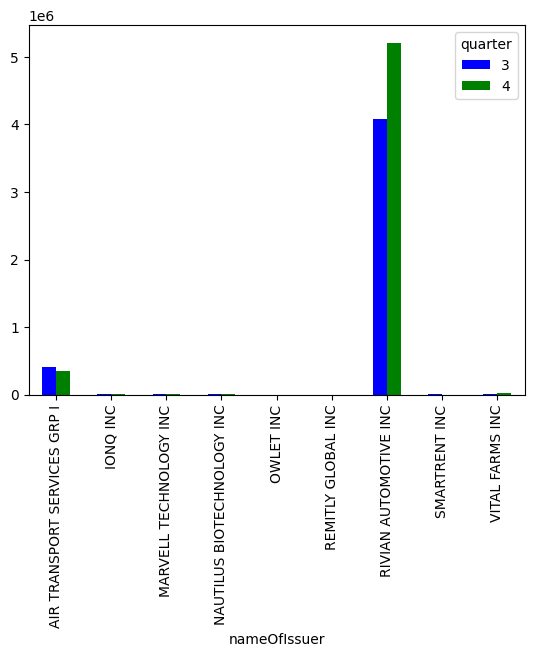 1e6
quarter
3
4
5
4
3
2
1
0
AIR TRANSPORT SERVICES GRP I
IONQ INC
MARVELL TECHNOLOGY INC
NAUTILUS BIOTECHNOLOGY INC
OWLET INC
REMITLY GLOBAL INC
RIVIAN AUTOMOTIVE INC
SMARTRENT INC
VITAL FARMS INC
nameOfIssuer